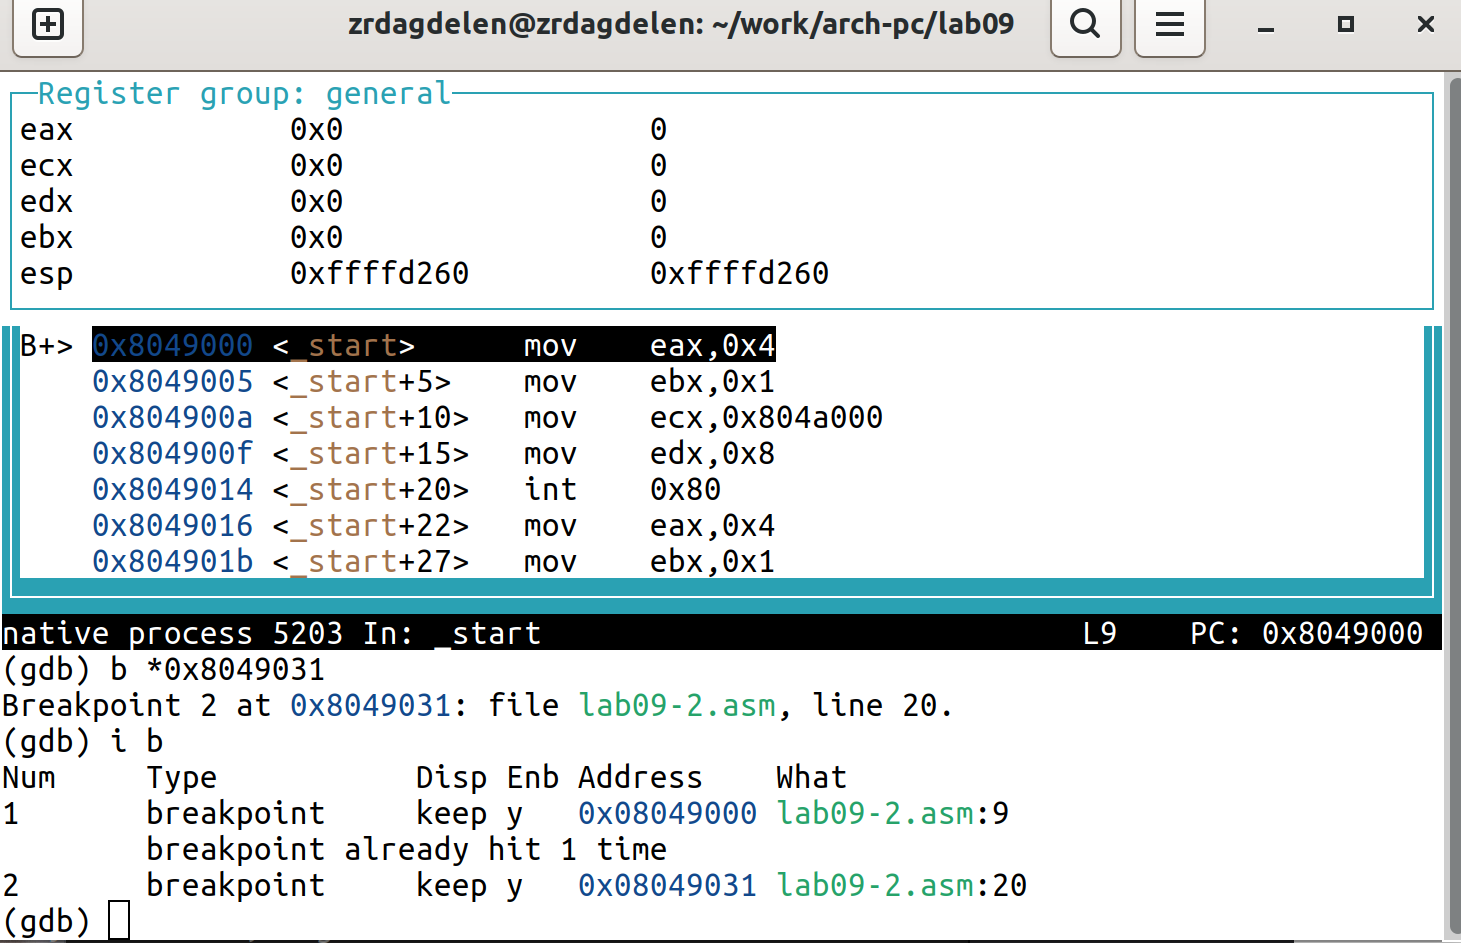 zrdagdelen@zrdagdelen: ~/work/arch-pc/lab09
Register group: general
eax 0x0 0
ecx 0x0 0
edx 0x0 0
ebx 0x0 0
esp 0xffffd260 0xffffd260
B+> 0x8049000 <_start> mov eax,0x4
0x8049005 <_start+5> mov ebx,0x1
0x804900a <_start+10> mov ecx,0x804a000
0x804900f <_start+15> mov edx,0x8
0x8049014 <_start+20> int 0x80
0x8049016 <_start+22> mov eax,0x4
0x804901b <_start+27> mov ebx,0x1
native process 5203 In: _start L9 PC: 0x8049000
(gdb) b *0x8049031
Breakpoint 2 at 0x8049031: file lab09-2.asm, line 20.
(gdb) i b
Num Type Disp Enb Address What
1 breakpoint keep y 0x08049000 lab09-2.asm:9
breakpoint already hit 1 time
2 breakpoint keep y 0x08049031 lab09-2.asm:20
(gdb)